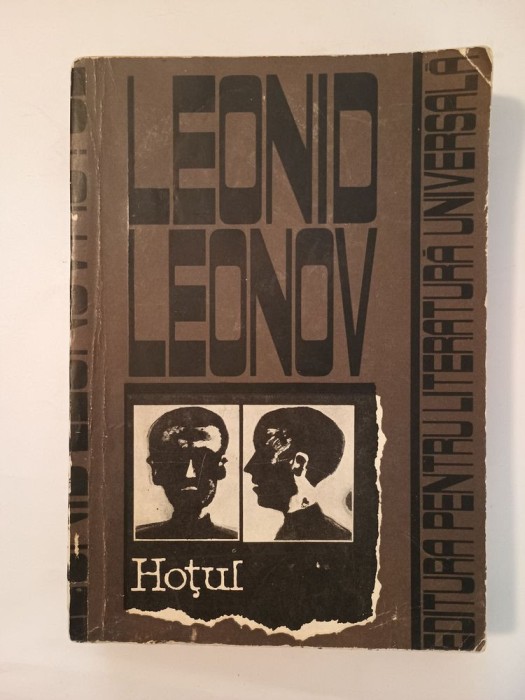 LEONID
LEONOV
Hoțul
EDITURA PENTRU LITERATURĂ UNIVERSALĂ